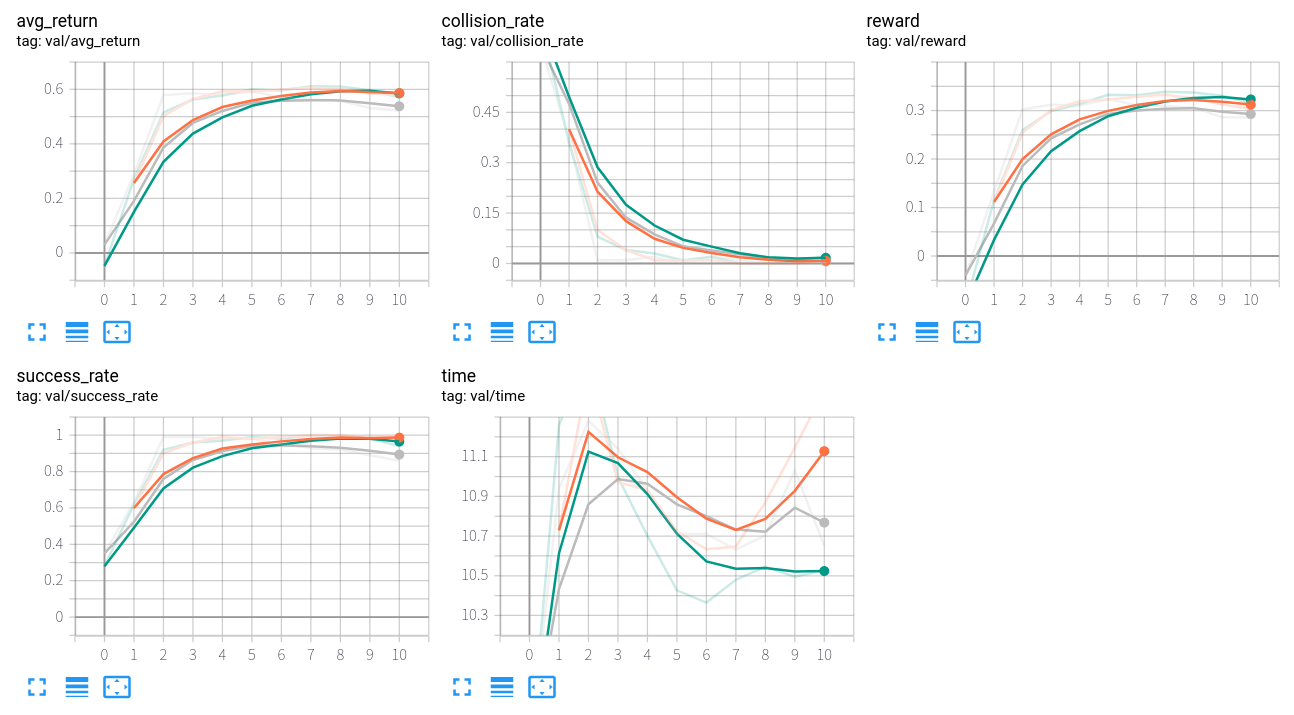 avg_return
tag: val/avg_return
0.6
0.4
0.2
0
0 1 2 3 4 5 6 7 8 9 10
collision_rate
tag: val/collision_rate
0.45
0.3
0.15
0
0 1 2 3 4 5 6 7 8 9 10
reward
tag: val/reward
0.3
0.2
0.1
0
0 1 2 3 4 5 6 7 8 9 10
success_rate
tag: val/success_rate
1
0.8
0.6
0.4
0.2
0
0 1 2 3 4 5 6 7 8 9 10
time
tag: val/time
11.1
10.9
10.7
10.5
10.3
0 1 2 3 4 5 6 7 8 9 10